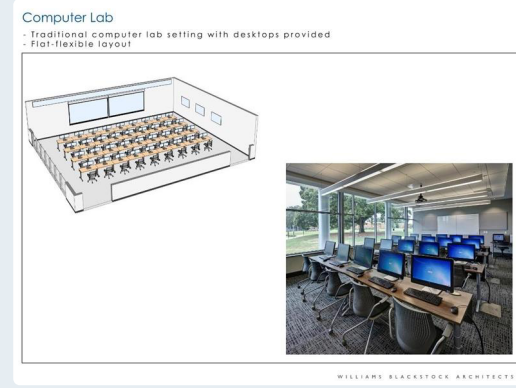 Computer Lab
- Traditional computer lab setting with desktops provided
- Flat-flexible layout
WILLIAMS BLACKSTOCK ARCHITECTS